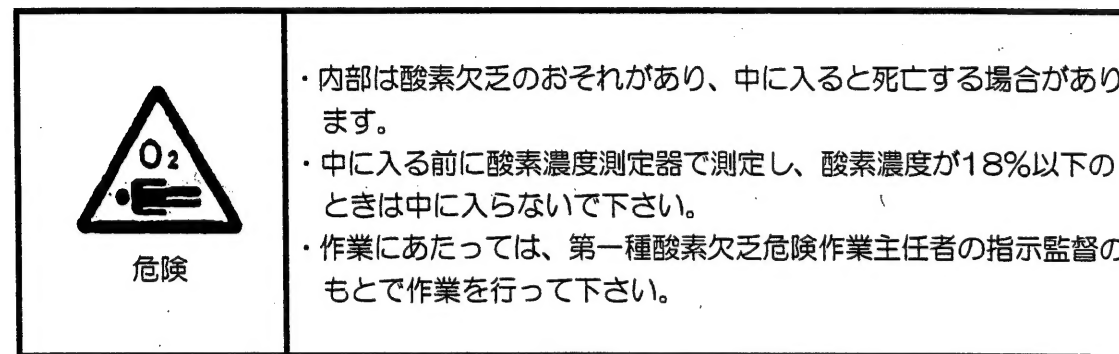 O₂
危険
・内部は酸素欠乏のおそれがあり、中に入ると死亡する場合があり
ます。
・中に入る前に酸素濃度測定器で測定し、酸素濃度が18%以下の
ときは中に入らないで下さい。
・作業にあたっては、第一種酸素欠乏危険作業主任者の指示監督の
もとで作業を行って下さい。